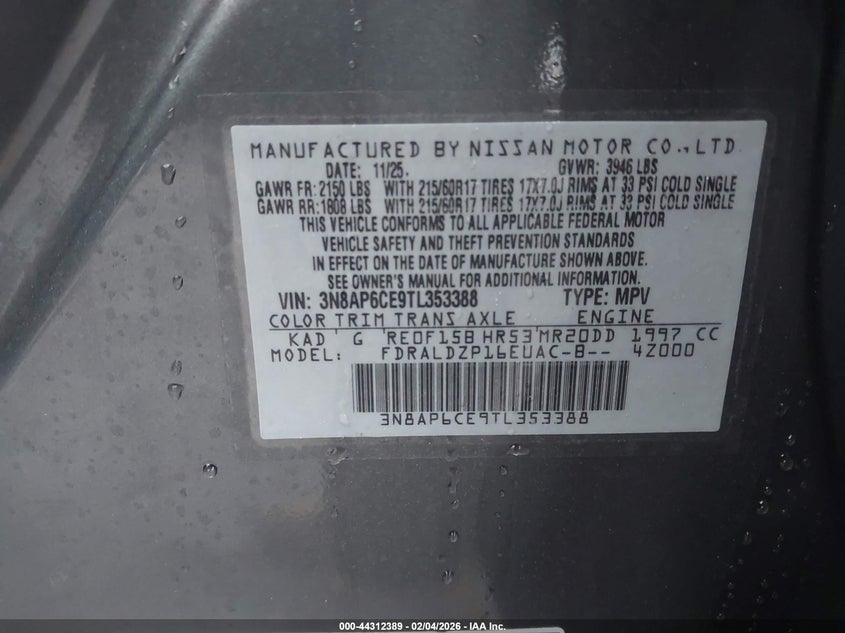 MANUFACTURED BY NISSAN MOTOR CO.,LTD.
DATE: 11/25. GVWR: 3946 LBS
GAWR FR: 2150 LBS WITH 215/60R17 TIRES 17X7.0J RIMS AT 33 PSI COLD SINGLE
GAWR RR: 1808 LBS WITH 215/60R17 TIRES 17X7.0J RIMS AT 33 PSI COLD SINGLE
THIS VEHICLE CONFORMS TO ALL APPLICABLE FEDERAL MOTOR
VEHICLE SAFETY AND THEFT PREVENTION STANDARDS
IN EFFECT ON THE DATE OF MANUFACTURE SHOWN ABOVE.
SEE OWNER'S MANUAL FOR ADDITIONAL INFORMATION.
VIN: 3N8AP6CE9TL353388 TYPE: MPV
COLOR TRIM TRANS AXLE ENGINE
KAD ' G 'RE0F15B HR53'MR20DD 1997 CC
MODEL: FDRALDZP16EUAC-B-- 4Z000
3N8AP6CE9TL353388
000-44312389 - 02/04/2026 - IAA Inc.